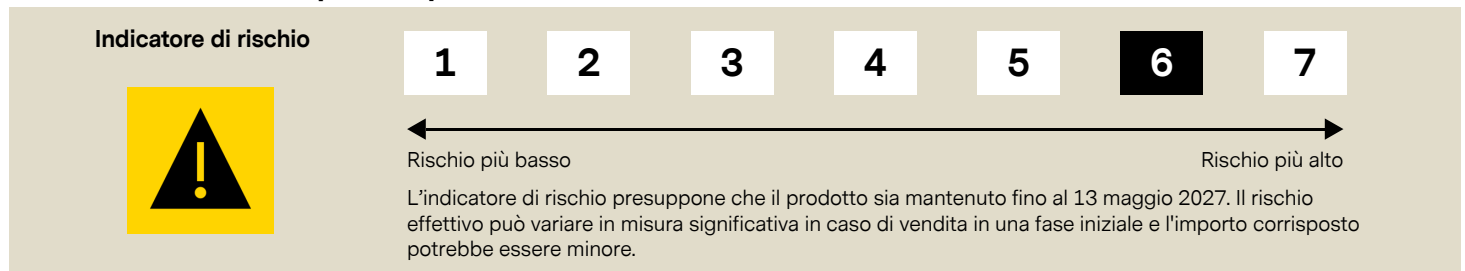 Indicatore di rischio
1 2 3 4 5 6 7
Rischio più basso
Rischio più alto
L'indicatore di rischio presuppone che il prodotto sia mantenuto fino al 13 maggio 2027. Il rischio
effettivo può variare in misura significativa in caso di vendita in una fase iniziale e l'importo corrisposto
potrebbe essere minore.